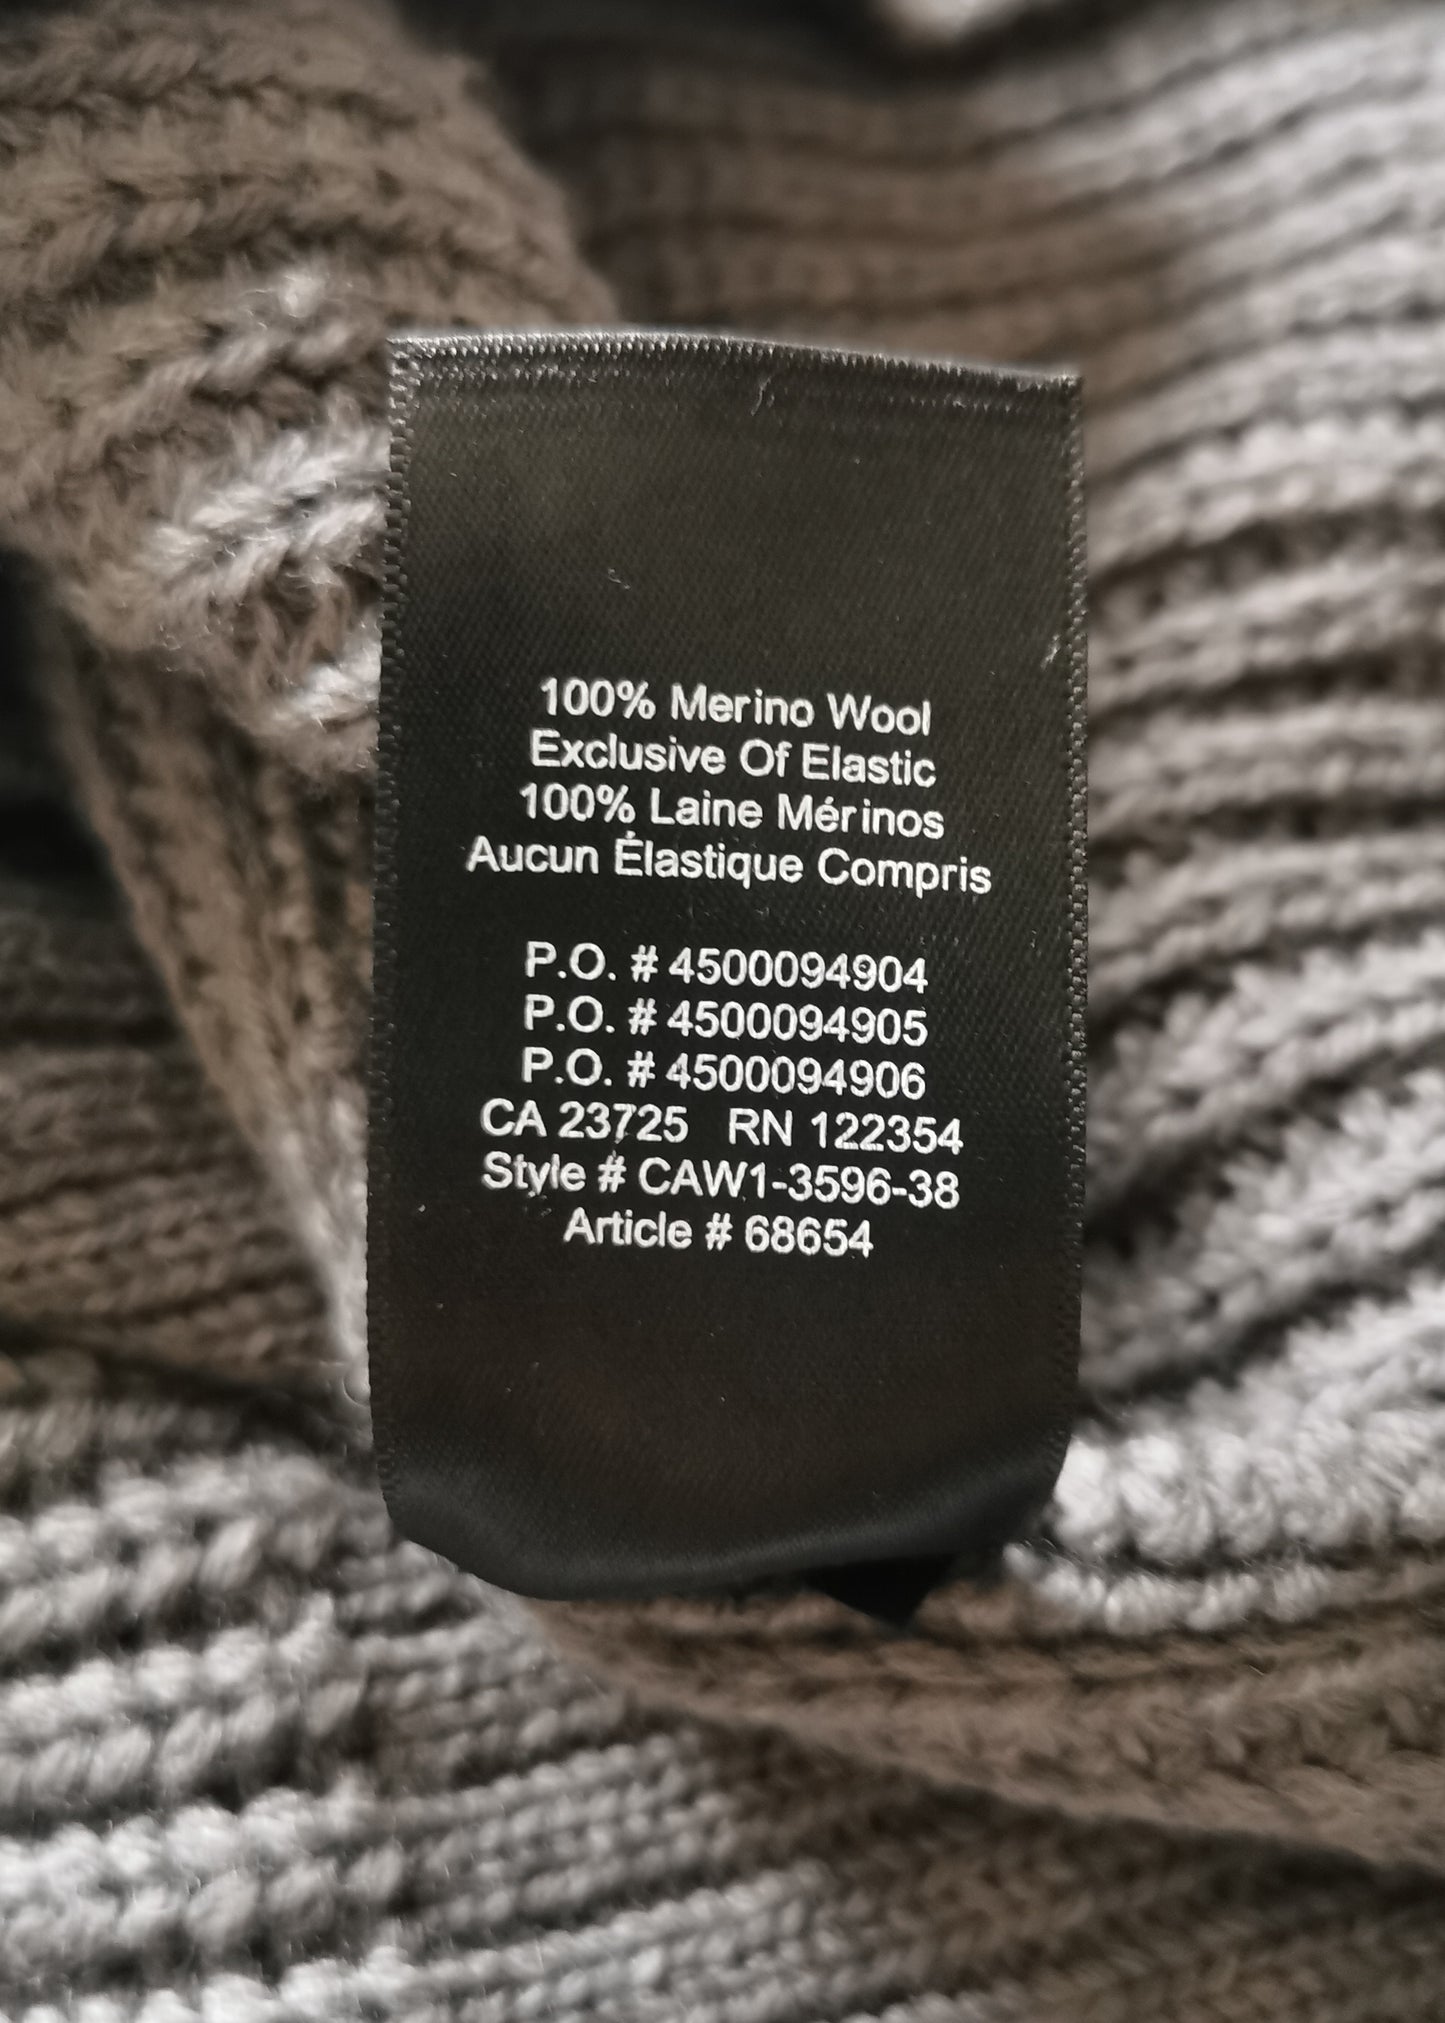 100% Merino Wool
Exclusive Of Elastic
100% Laine Mérinos
Aucun Élastique Compris
P.O. # 4500094904
P.O. # 4500094905
P.O. # 4500094906
CA 23725 RN 122354
Style # CAW1-3596-38
Article # 68654